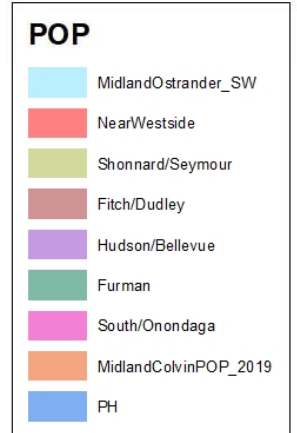 POP
MidlandOstrander_SW
NearWestside
Shonnard/Seymour
Fitch/Dudley
Hudson/Bellevue
Furman
South/Onondaga
MidlandColvinPOP_2019
PH